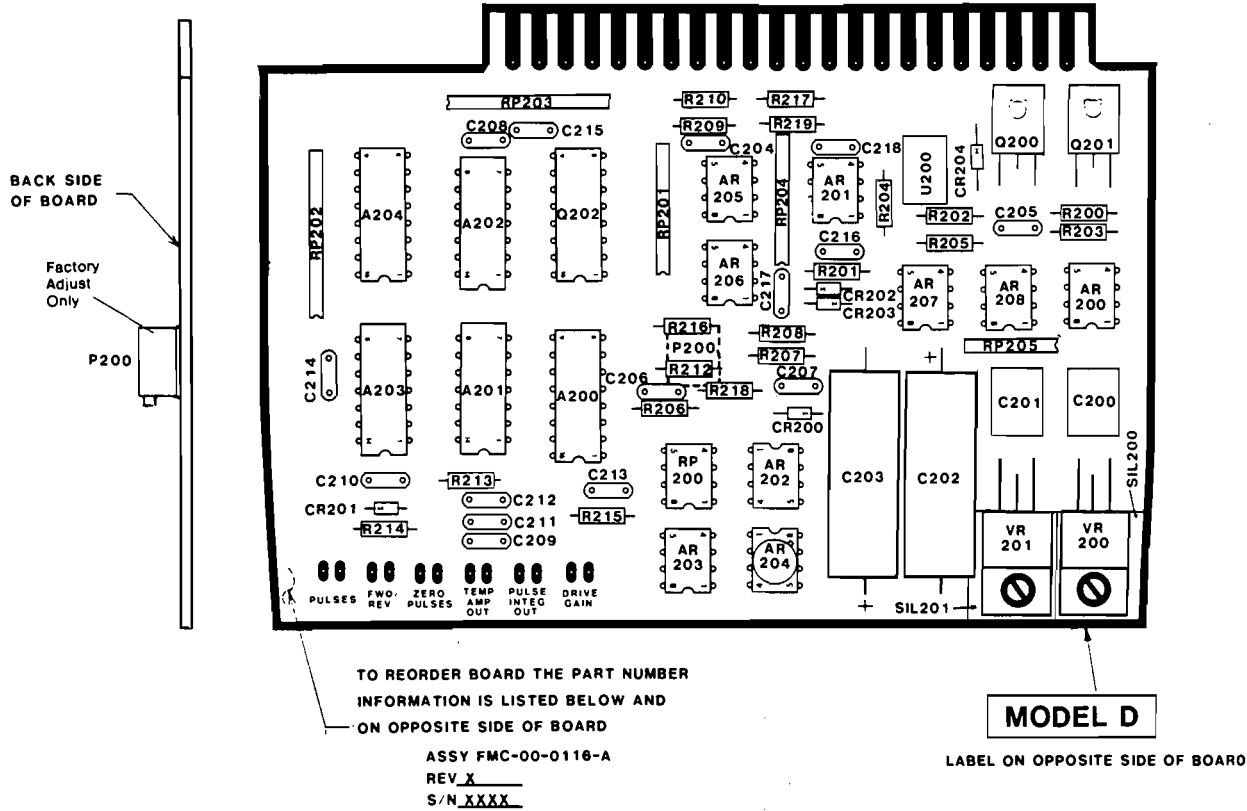 RP203
R210
R217
C208
C215
R209
R219
C204
C218
Q200
Q201
BACK SIDE
OF BOARD
RP202
A204
A202
Q202
RP201
AR
205
RP204
AR
201
R204
U200
CR204
R202
C205
R200
R203
R205
C216
R201
AR
206
C217
CR202
CR203
AR
207
AR
208
AR
200
Factory
Adjust
Only
P200
R216
P200
R208
R207
R212
RP205
C214
A203
A201
A200
C206
R218
C207
R206
CR200
C203
C202
C201
C200
SIL200
C210
R213
C213
RP
200
AR
202
CR201
C212
R214
C211
R215
C209
AR
203
AR
204
VR
201
VR
200
SIL201
PULSES
FWD/
REV
ZERO
PULSES
TEMP
AMP
OUT
PULSE
INTEG
OUT
DRIVE
GAIN
TO REORDER BOARD THE PART NUMBER
INFORMATION IS LISTED BELOW AND
ON OPPOSITE SIDE OF BOARD
ASSY FMC-00-0116-A
REV X
S/N XXXX
MODEL D
LABEL ON OPPOSITE SIDE OF BOARD